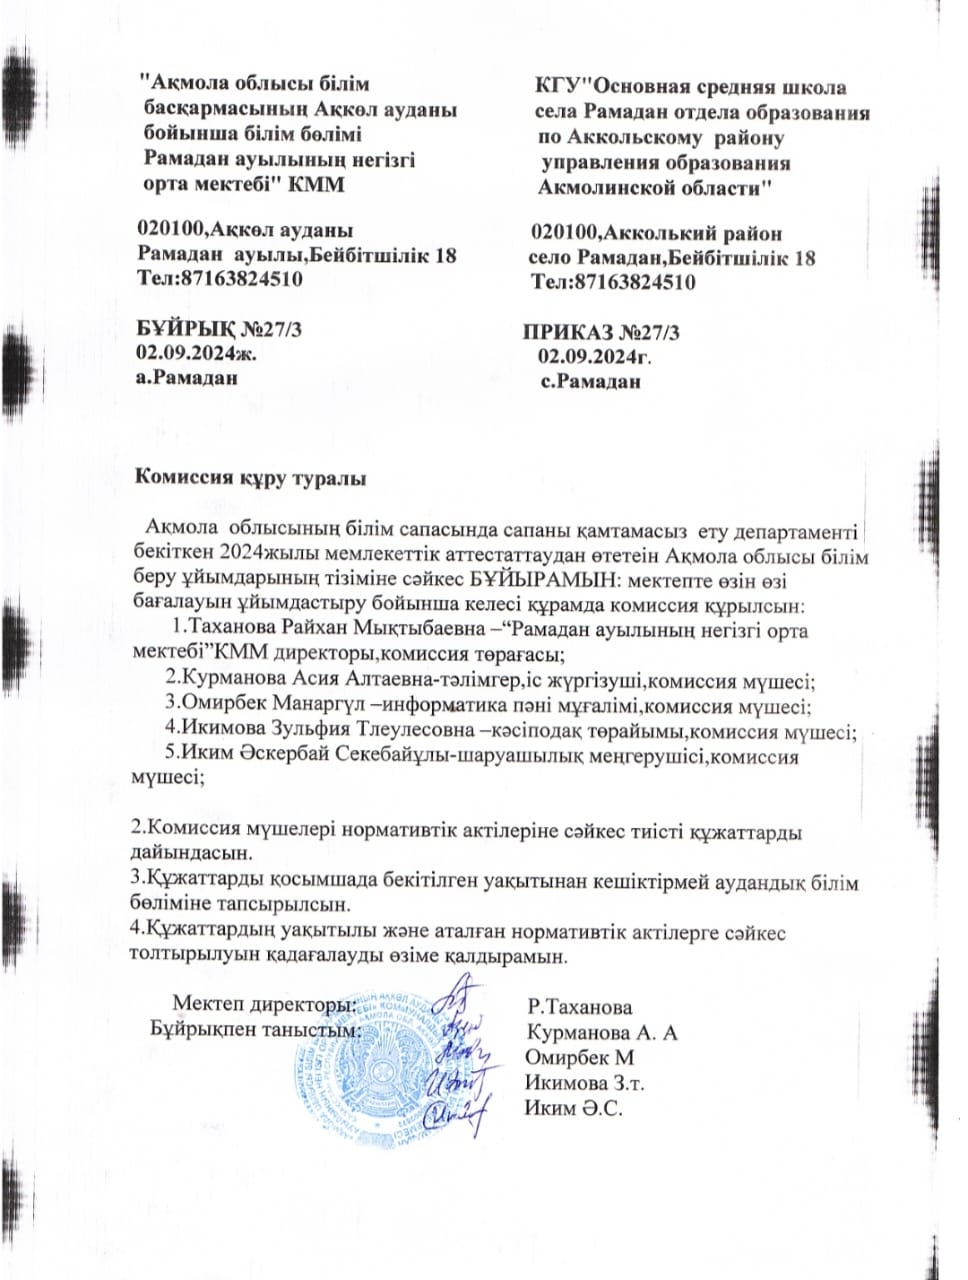 "Ақмола облысы білім
басқармасының Ақкөл ауданы
бойынша білім бөлімі
Рамадан ауылының негізгі
орта мектебі" КММ
020100,Ақкөл ауданы
Рамадан ауылы,Бейбітшілік 18
Тел:87163824510
БҰЙРЫҚ №27/3
02.09.2024ж.
а.Рамадан
КГУ"Основная средняя школа
села Рамадан отдела образования
по Аккольскому району
управления образования
Акмолинской области"
020100,Акколький район
село Рамадан,Бейбітшілік 18
Тел:87163824510
ПРИКАЗ №27/3
02.09.2024г.
с.Рамадан
Комиссия құру туралы
Ақмола облысының білім сапасында сапаны қамтамасыз ету департаменті
бекіткен 2024жылы мемлекеттік аттестаттаудан өтетеін Ақмола облысы білім
беру ұйымдарының тізіміне сәйкес БҰЙЫРАМЫН: мектепте өзін өзі
бағалауын ұйымдастыру бойынша келесі құрамда комиссия құрылсын:
1.Таханова Райхан Мықтыбаевна –“Рамадан ауылының негізгі орта
мектебі”КММ директоры,комиссия төрағасы;
2.Курманова Асия Алтаевна-тәлімгер,іс жүргізуші,комиссия мүшесі;
3.Омирбек Манаргүл –информатика пәні мұғалімі,комиссия мүшесі;
4.Икимова Зульфия Тлеулесовна –кәсіподақ төрайымы,комиссия мүшесі;
5.Иким Әскербай Секебайұлы-шаруашылық меңгерушісі,комиссия
мүшесі;
2.Комиссия мүшелері нормативтік актілеріне сәйкес тиісті құжаттарды
дайындасын.
3.Құжаттарды қосымшада бекітілген уақытынан кешіктірмей аудандық білім
бөліміне тапсырылсын.
4.Құжаттардың уақытылы және аталған нормативтік актілерге сәйкес
толтырылуын қадағалауды өзіме қалдырамын.
Мектеп директоры: Р.Таханова
Бұйрықпен таныстым: Курманова А. А
Омирбек М
Икимова З.т.
Иким Ә.С.